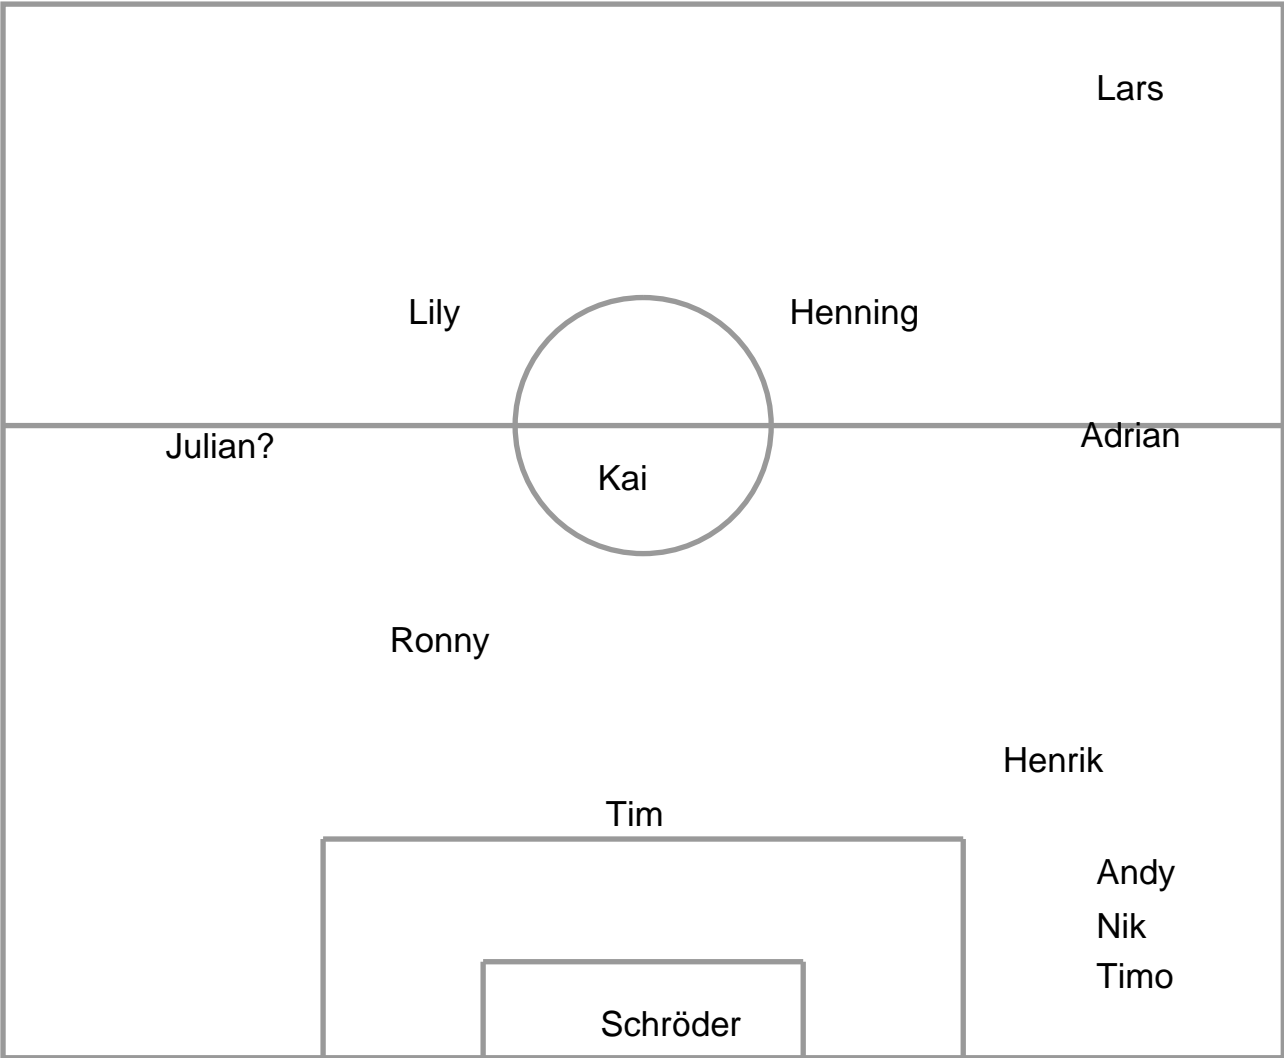 Lars
Lily
Henning
Julian?
Adrian
Kai
Ronny
Henrik
Tim
Andy
Nik
Timo
Schröder